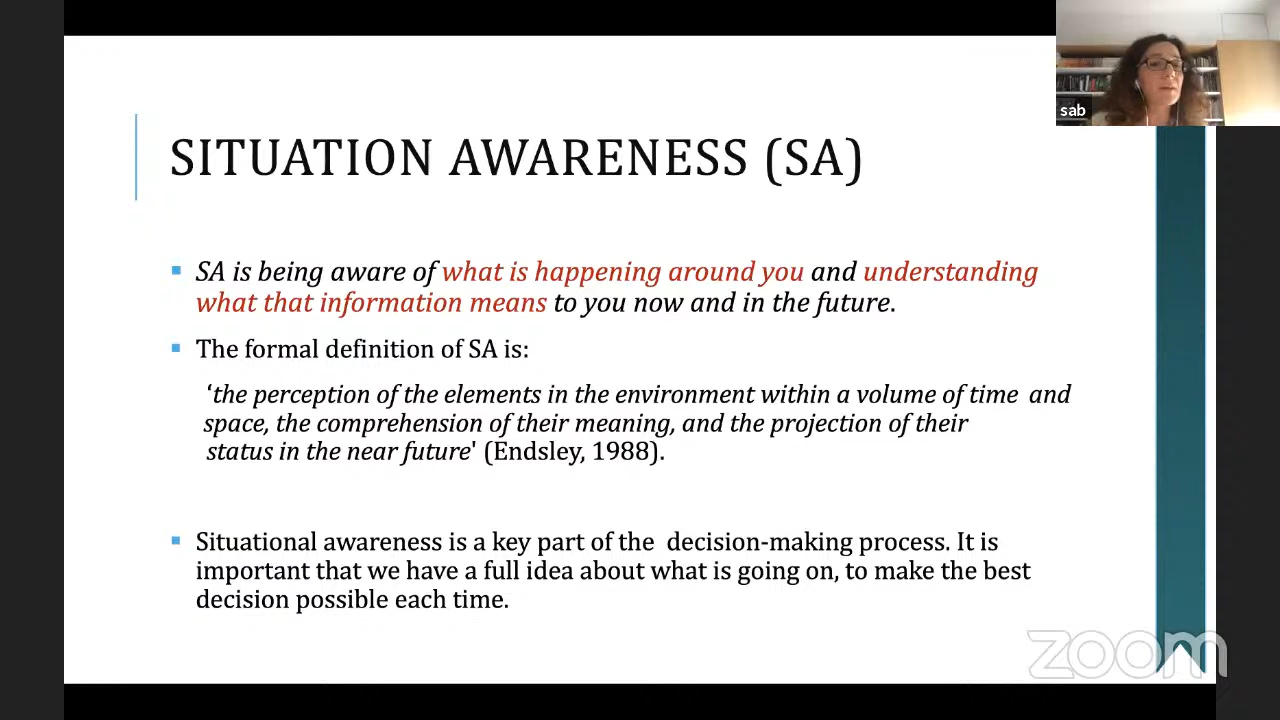 sab
SITUATION AWARENESS (SA)
▪ SA is being aware of what is happening around you and understanding
what that information means to you now and in the future.
▪ The formal definition of SA is:
‘the perception of the elements in the environment within a volume of time and
space, the comprehension of their meaning, and the projection of their
status in the near future' (Endsley, 1988).
▪ Situational awareness is a key part of the decision-making process. It is
important that we have a full idea about what is going on, to make the best
decision possible each time.
zoom